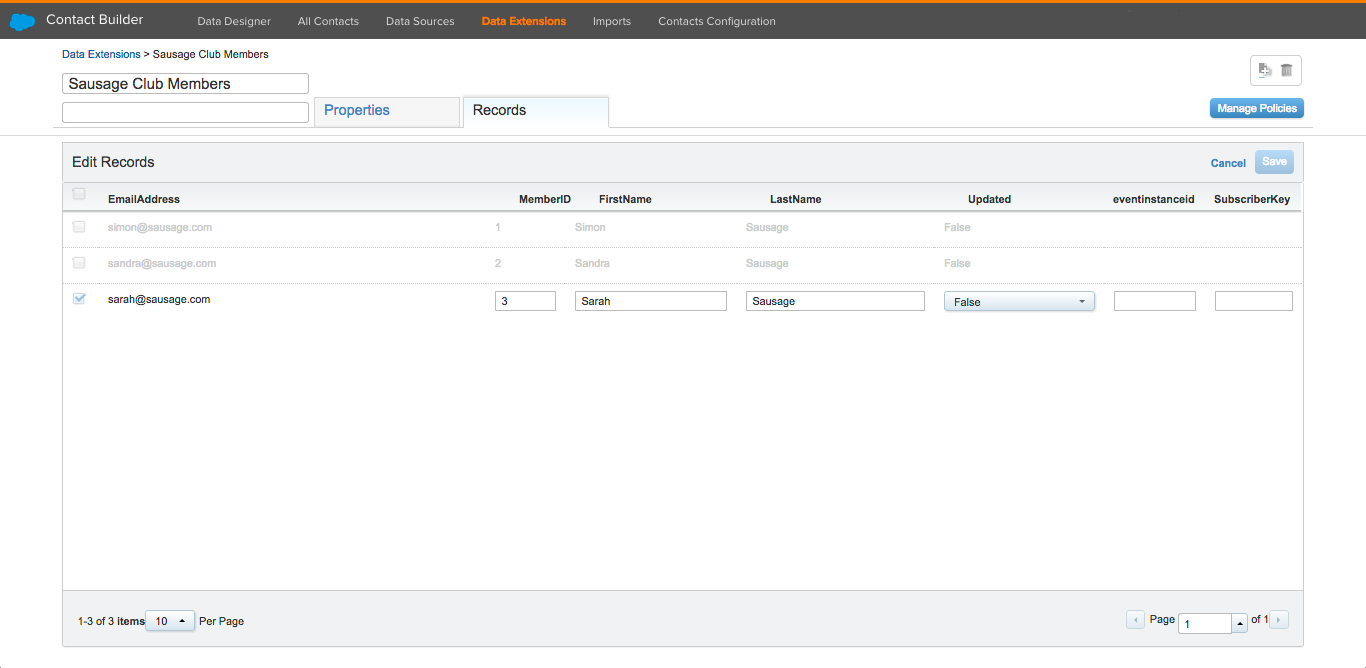 Contact Builder Data Designer All Contacts Data Sources Data Extensions Imports Contacts Configuration
Data Extensions > Sausage Club Members
Sausage Club Members
Properties Records Manage Policies
Edit Records Cancel Save
EmailAddress MemberID FirstName LastName Updated eventinstanceid SubscriberKey
simon@sausage.com 1 Simon Sausage False
sandra@sausage.com 2 Sandra Sausage False
sarah@sausage.com 3 Sarah Sausage False
1-3 of 3 items 10 Per Page Page 1 of 1